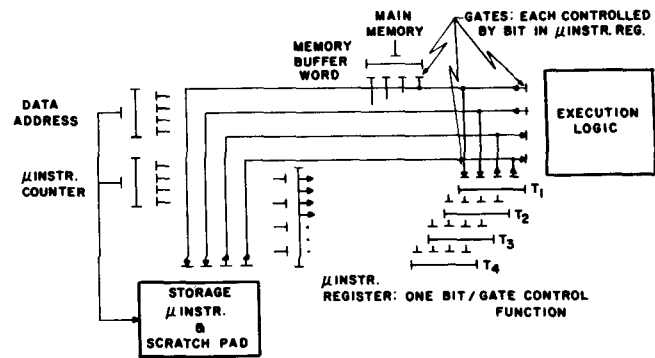 GATES: EACH CONTROLLED
BY BIT IN μINSTR. REG.
MAIN
MEMORY
MEMORY
BUFFER
WORD
DATA
ADDRESS
EXECUTION
LOGIC
μINSTR.
COUNTER
T1
T2
T3
T4
μINSTR.
REGISTER: ONE BIT/GATE CONTROL
FUNCTION
STORAGE
μINSTR.
&
SCRATCH PAD